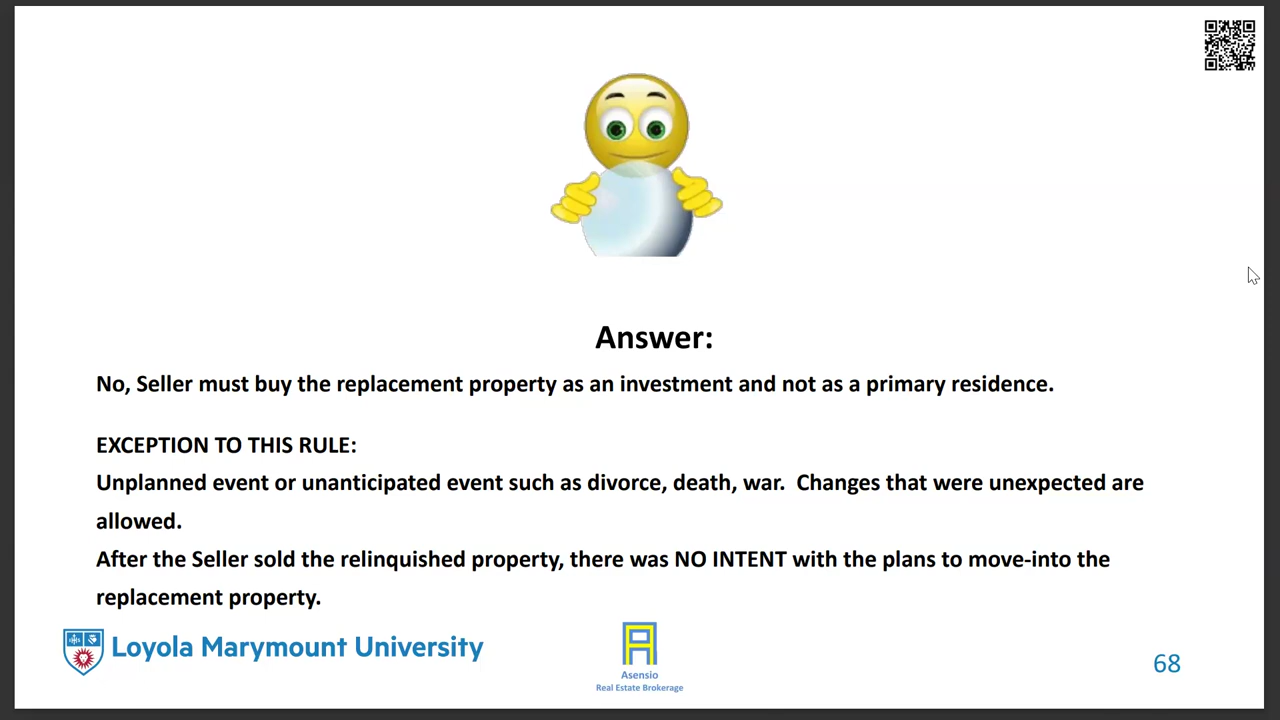 Answer:
No, Seller must buy the replacement property as an investment and not as a primary residence.
EXCEPTION TO THIS RULE:
Unplanned event or unanticipated event such as divorce, death, war.  Changes that were unexpected are
allowed.
After the Seller sold the relinquished property, there was NO INTENT with the plans to move-into the
replacement property.
Loyola Marymount University
Asensio
Real Estate Brokerage
68